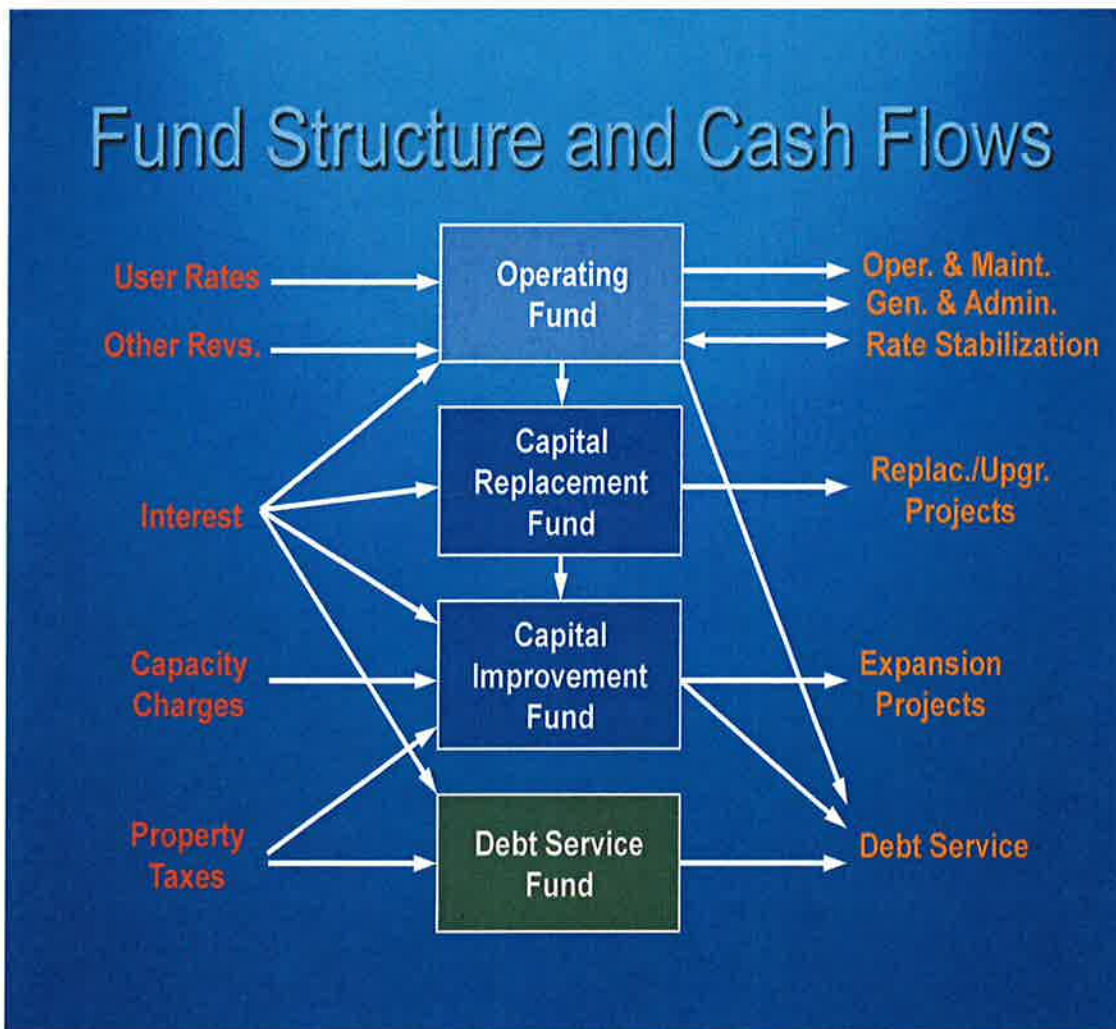 Fund Structure and Cash Flows
User Rates
Other Revs.
Interest
Capacity
Charges
Property
Taxes
Operating
Fund
Capital
Replacement
Fund
Capital
Improvement
Fund
Debt Service
Fund
Oper. & Maint.
Gen. & Admin.
Rate Stabilization
Replac./Upgr.
Projects
Expansion
Projects
Debt Service